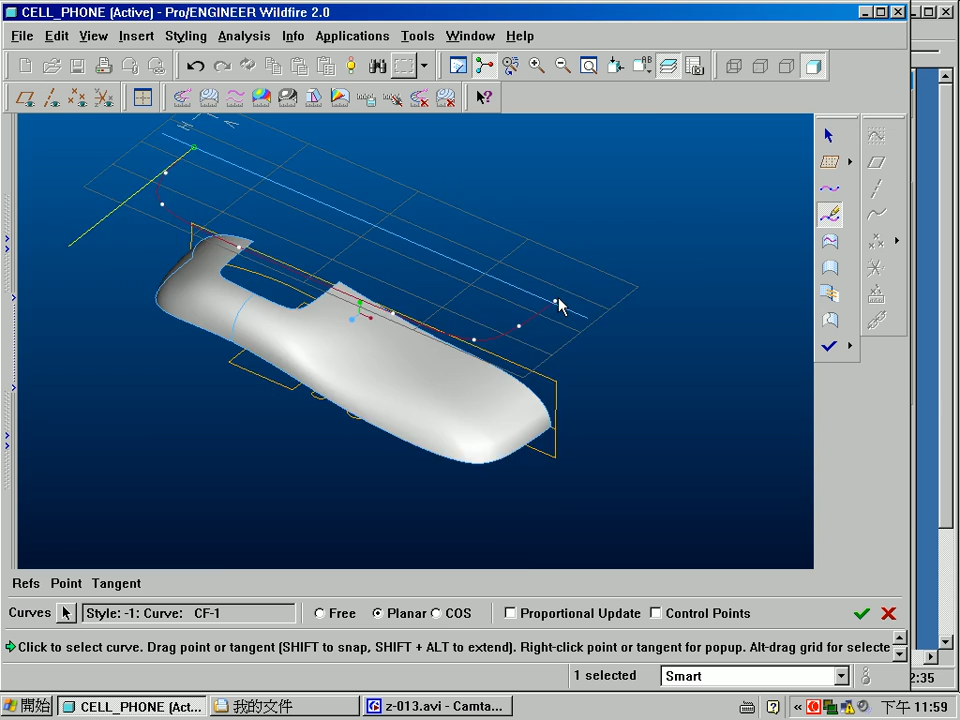 CELL_PHONE (Active) - Pro/ENGINEER Wildfire 2.0
File Edit View Insert Styling Analysis Info Applications Tools Window Help
H
V
Refs Point Tangent
Curves Style: -1: Curve: CF-1 Free Planar COS Proportional Update Control Points
Click to select curve. Drag point or tangent (SHIFT to snap, SHIFT + ALT to extend). Right-click point or tangent for popup. Alt-drag grid for selecte
1 selected Smart 2:35
開始 CELL_PHONE (Act... 我的文件 z-013.avi - Camta... « 下午 11:59